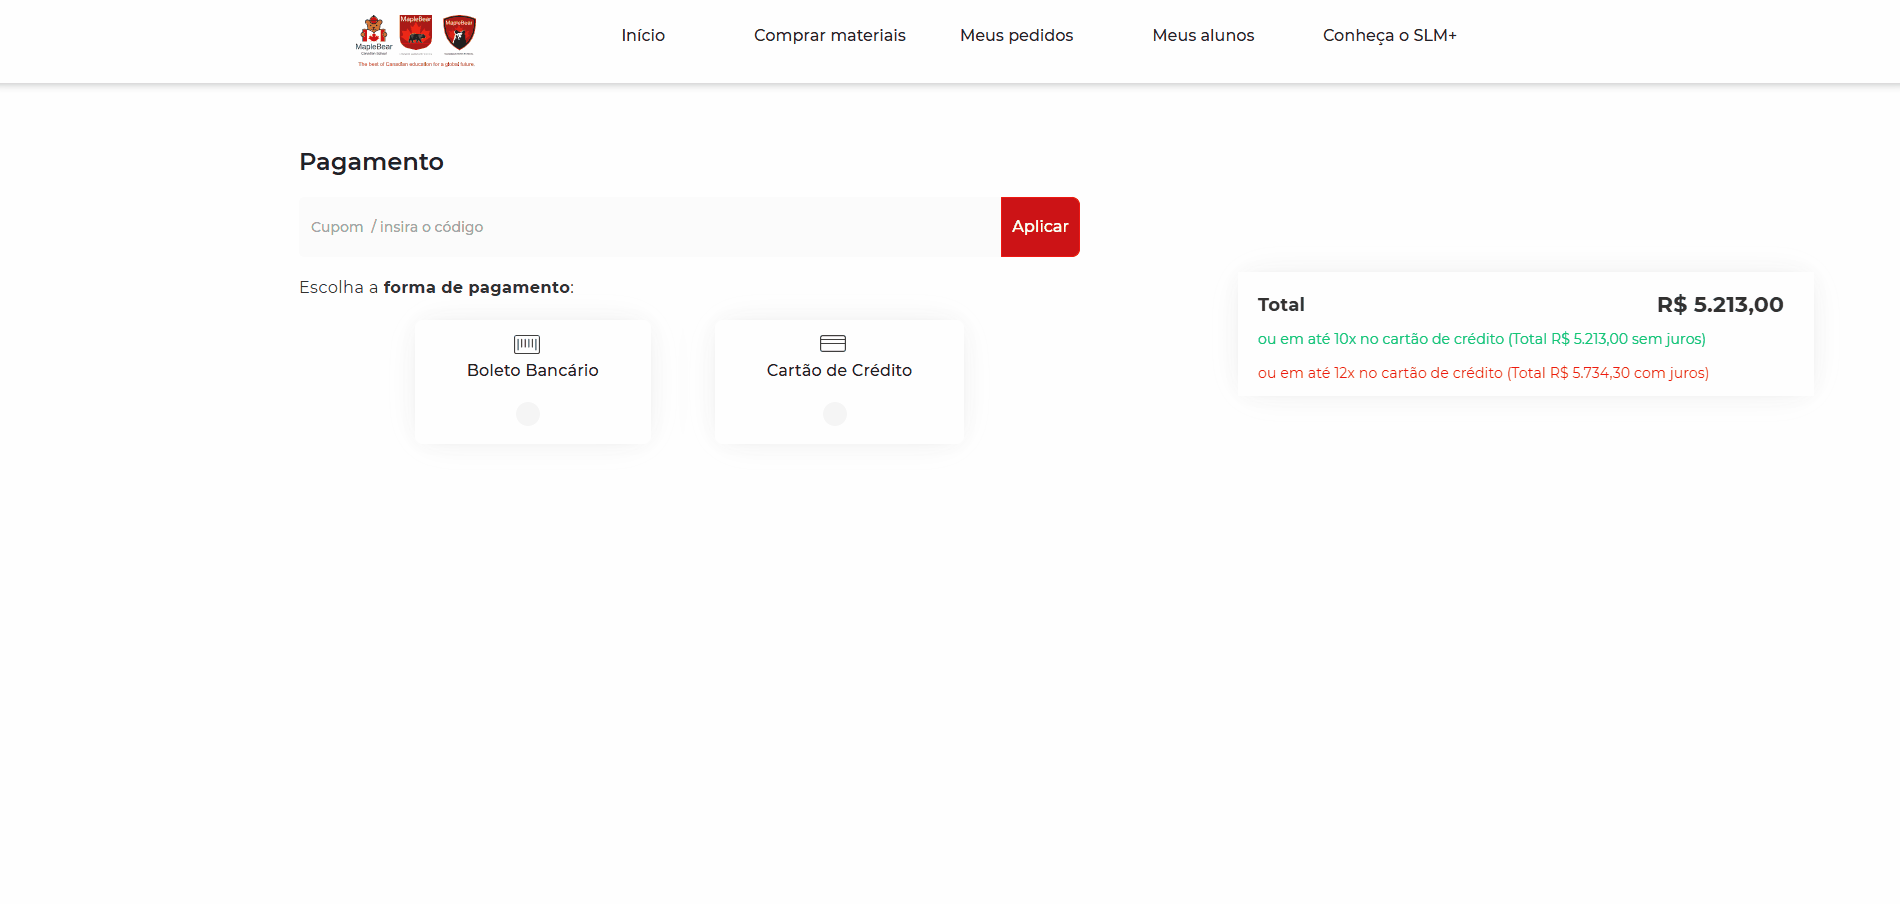 MapleBear MapleBear MapleBear
Canadian School
The best of Canadian education for a global future.
Início
Comprar materiais
Meus pedidos
Meus alunos
Conheça o SLM+
Pagamento
Cupom / insira o código
Aplicar
Escolha a forma de pagamento:
Boleto Bancário
Cartão de Crédito
Total
R$ 5.213,00
ou em até 10x no cartão de crédito (Total R$ 5.213,00 sem juros)
ou em até 12x no cartão de crédito (Total R$ 5.734,30 com juros)